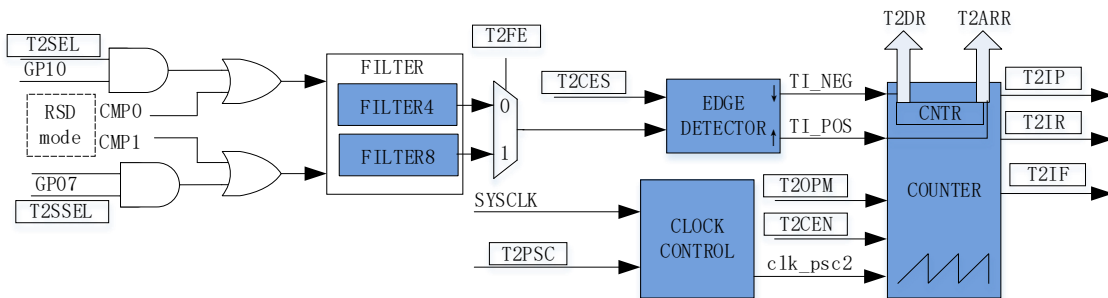 T2SEL
GP10
RSD
mode
CMP0
CMP1
GP07
T2SSEL
FILTER
FILTER4
FILTER8
T2FE
0
1
T2CES
EDGE
DETECTOR
TI_NEG
TI_POS
T2DR
T2ARR
CNTR
COUNTER
T2IP
T2IR
T2IF
SYSCLK
T2PSC
CLOCK
CONTROL
T2OPM
T2CEN
clk_psc2